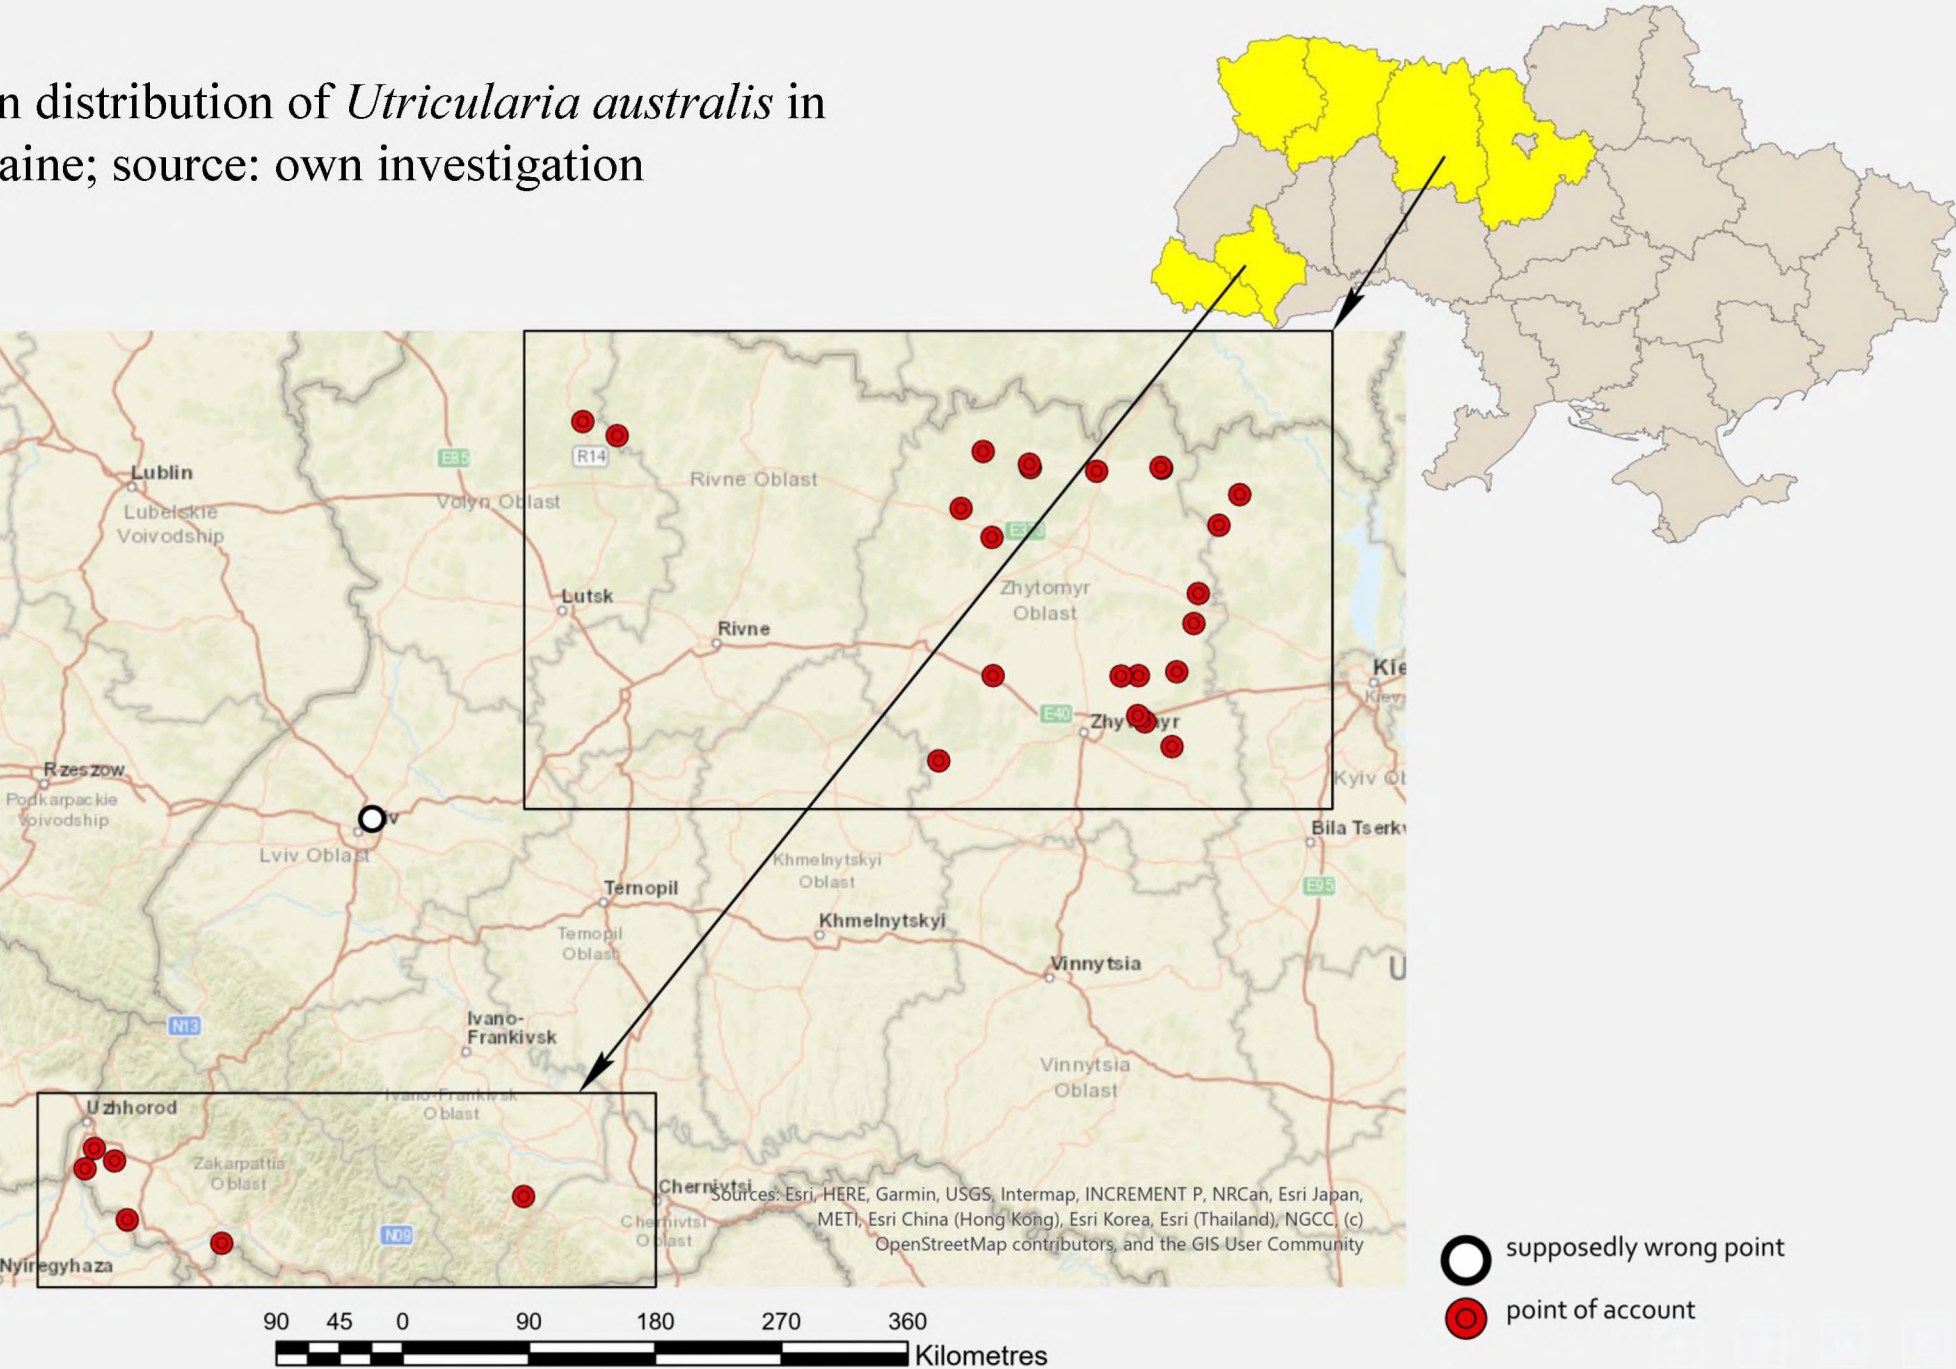 n distribution of Utricularia australis in
aine; source: own investigation
Lublin
Lubelskie
Voivodship
E85
Volyn Oblast
R14
Rivne Oblast
E373
Zhytomyr
Oblast
Lutsk
Rivne
Kie
Kiev
E40
Zhytomyr
Rzeszow
Podkarpackie
Voivodship
Kyiv Ob
iv
Lviv Oblast
Bila Tserkv
Khmelnytskyi
Oblast
E95
Ternopil
Ternopil
Oblast
Khmelnytskyi
Vinnytsia
U
N13
Ivano-
Frankivsk
Vinnytsia
Oblast
Ivano-Frankivsk
Oblast
Uzhhorod
Zakarpattia
Oblast
Chernivtsi
Chernivtsi
Oblast
N09
Nyiregyhaza
Sources: Esri, HERE, Garmin, USGS, Intermap, INCREMENT P, NRCan, Esri Japan,
METI, Esri China (Hong Kong), Esri Korea, Esri (Thailand), NGCC, (c)
OpenStreetMap contributors, and the GIS User Community
supposedly wrong point
point of account
90 45 0 90 180 270 360
Kilometres